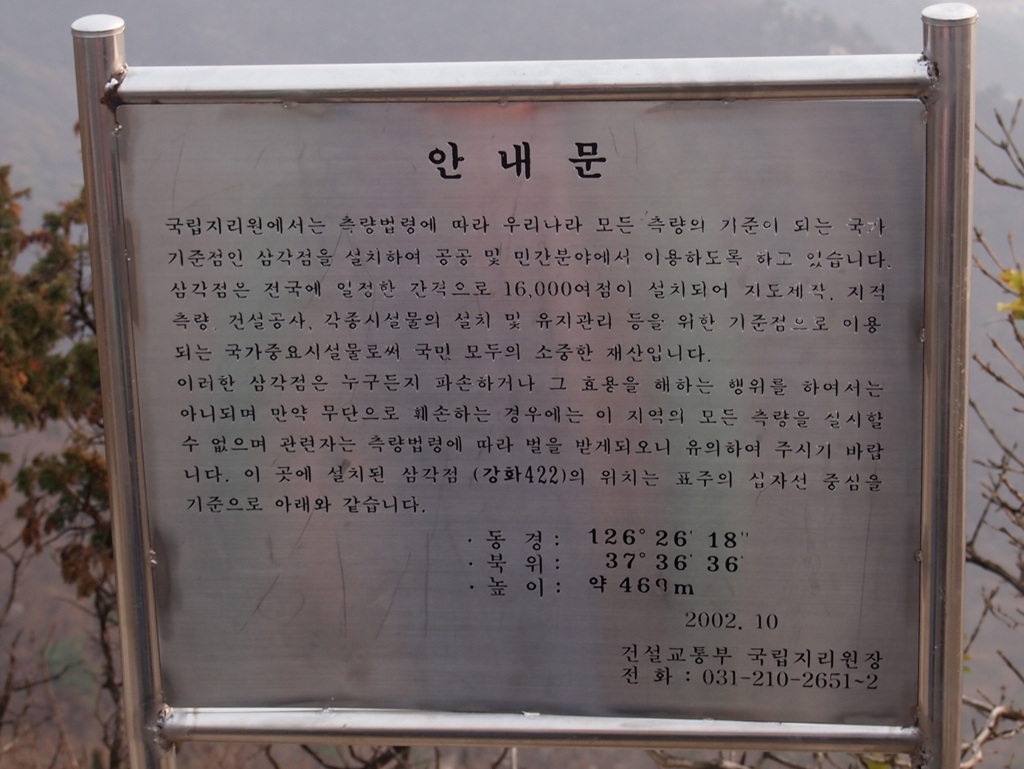 안 내 문
국립지리원에서는 측량법령에 따라 우리나라 모든 측량의 기준이 되는 국가
기준점인 삼각점을 설치하여 공공 및 민간분야에서 이용하도록 하고 있습니다.
삼각점은 전국에 일정한 간격으로 16,000여점이 설치되어 지도제작, 지적
측량, 건설공사, 각종시설물의 설치 및 유지관리 등을 위한 기준점으로 이용
되는 국가중요시설물로써 국민 모두의 소중한 재산입니다.
이러한 삼각점은 누구든지 파손하거나 그 효용을 해하는 행위를 하여서는
아니되며 만약 무단으로 훼손하는 경우에는 이 지역의 모든 측량을 실시할
수 없으며 관련자는 측량법령에 따라 벌을 받게되오니 유의하여 주시기 바랍
니다. 이 곳에 설치된 삼각점 (강화422)의 위치는 표주의 십자선 중심을
기준으로 아래와 같습니다.
· 동 경 : 126° 26' 18"
· 북 위 : 37° 36' 36'
· 높 이 : 약 469m
2002. 10
건설교통부 국립지리원장
전 화 : 031-210-2651~2